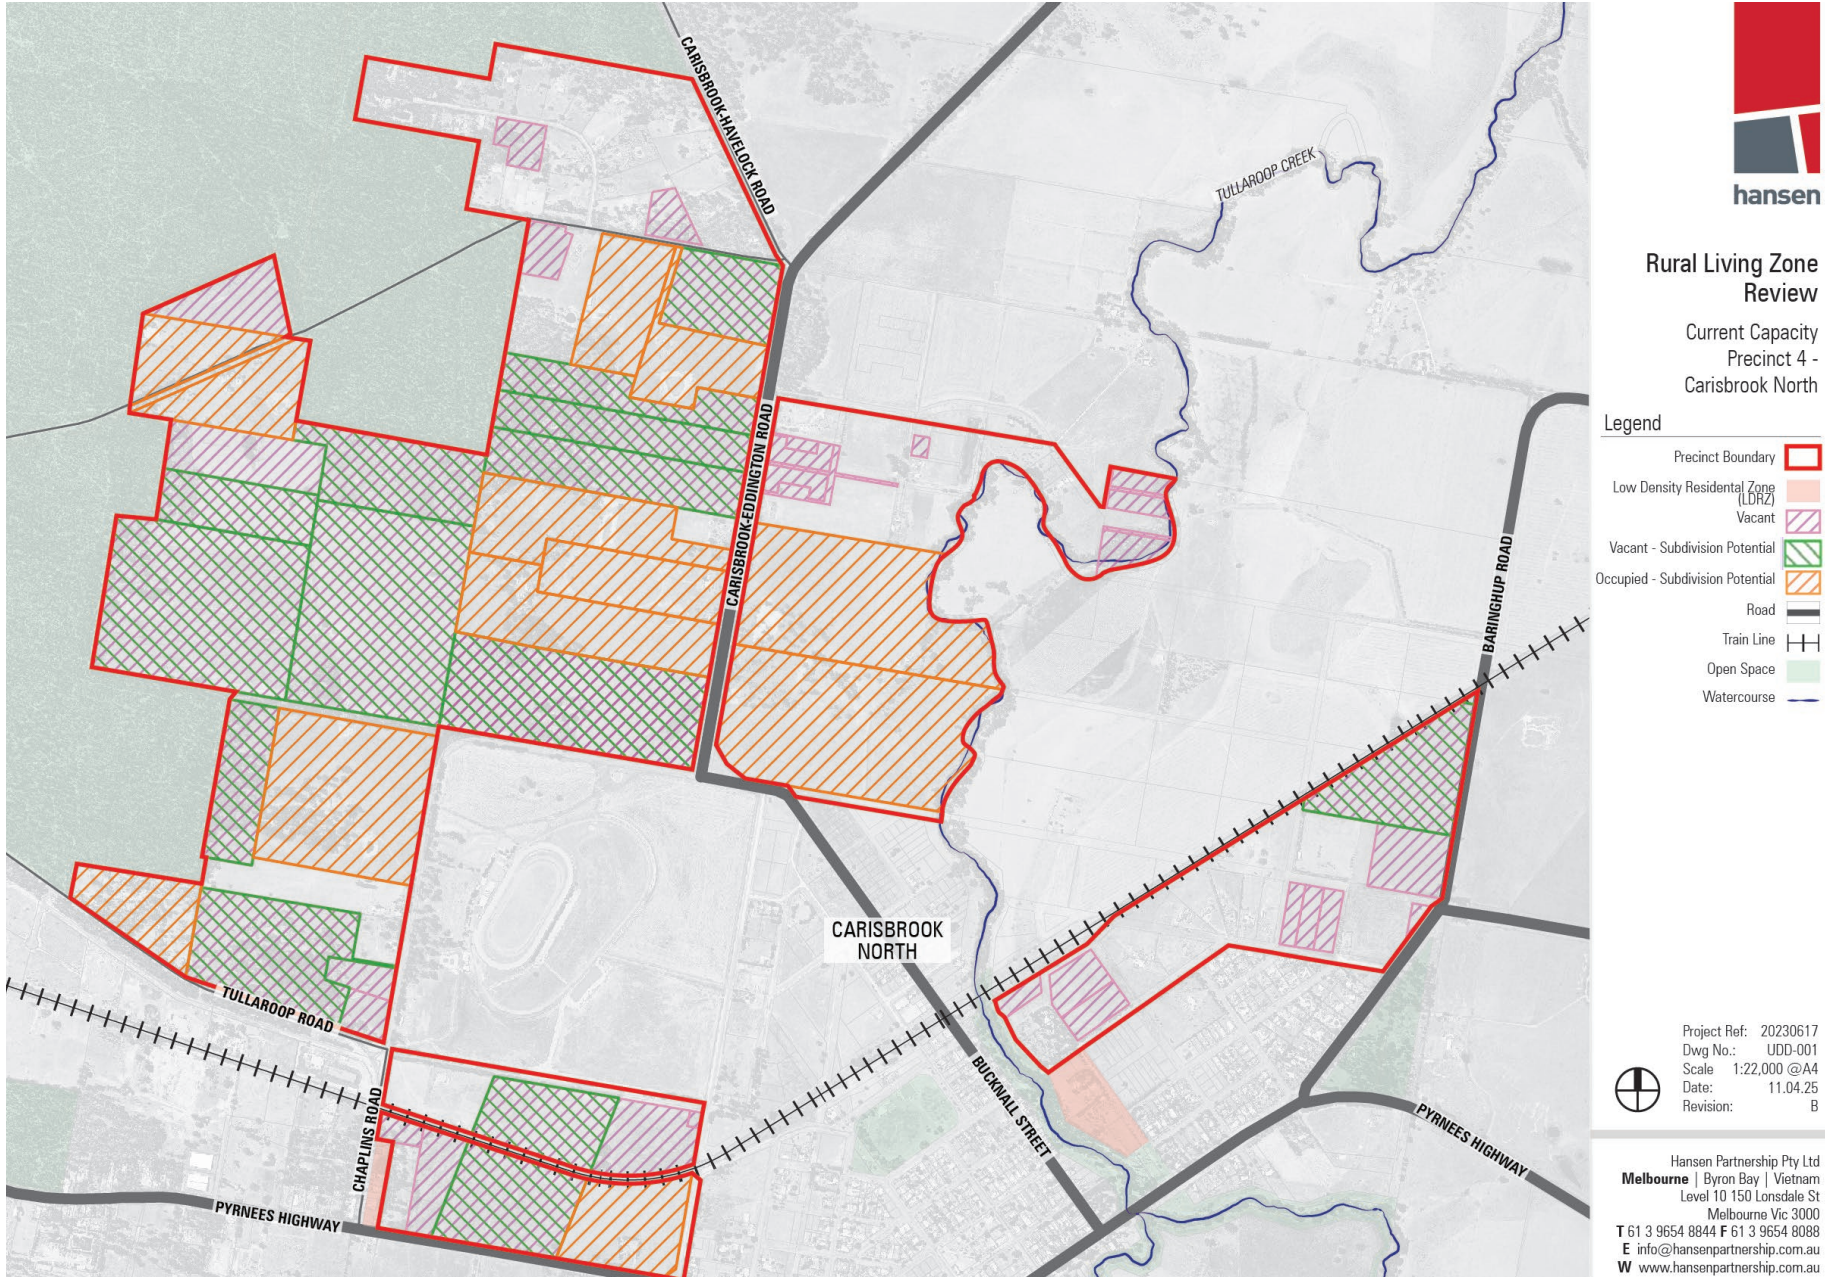 CARISBROOK-HAVELOCK ROAD
TULLAROOP CREEK
CARISBROOK-EDDINGTON ROAD
BARINGHUP ROAD
CARISBROOK
NORTH
TULLAROOP ROAD
CHAPLINS ROAD
BUCKNALL STREET
PYRNEES HIGHWAY
PYRNEES HIGHWAY
hansen
Rural Living Zone
Review
Current Capacity
Precinct 4 -
Carisbrook North
Legend
Precinct Boundary
Low Density Residental Zone
(LDRZ)
Vacant
Vacant - Subdivision Potential
Occupied - Subdivision Potential
Road
Train Line
Open Space
Watercourse
Project Ref: 20230617
Dwg No.: UDD-001
Scale 1:22,000 @A4
Date: 11.04.25
Revision: B
Hansen Partnership Pty Ltd
Melbourne | Byron Bay | Vietnam
Level 10 150 Lonsdale St
Melbourne Vic 3000
T 61 3 9654 8844 F 61 3 9654 8088
E info@hansenpartnership.com.au
W www.hansenpartnership.com.au